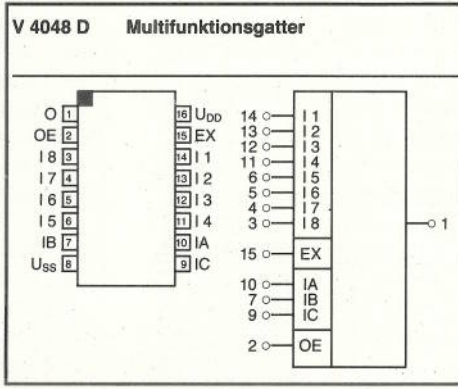 V 4048 D Multifunktionsgatter
O 1 16 U_DD
OE 2 15 EX
I 8 3 14 I 1
I 7 4 13 I 2
I 6 5 12 I 3
I 5 6 11 I 4
IB 7 10 IA
U_SS 8 9 IC
14 I 1
13 I 2
12 I 3
11 I 4
6 I 5
5 I 6
4 I 7
3 I 8
1
15 EX
10 IA
7 IB
9 IC
2 OE